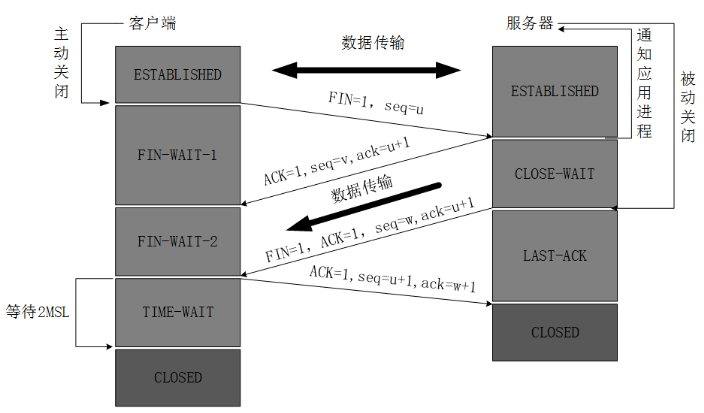 客户端
服务器
主动关闭
数据传输
通知应用进程
被动关闭
ESTABLISHED
ESTABLISHED
FIN=1, seq=u
FIN-WAIT-1
ACK=1,seq=v,ack=u+1
CLOSE-WAIT
数据传输
FIN-WAIT-2
FIN=1, ACK=1, seq=w,ack=u+1
LAST-ACK
ACK=1,seq=u+1,ack=w+1
等待2MSL
TIME-WAIT
CLOSED
CLOSED